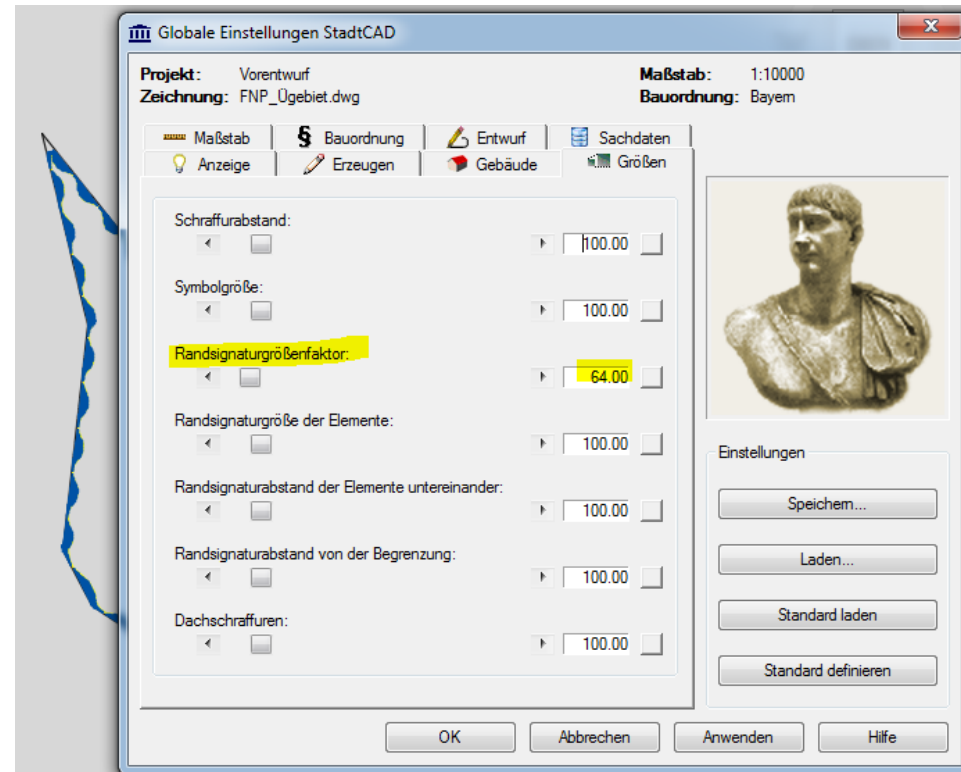 Globale Einstellungen StadtCAD
Projekt: Vorentwurf Maßstab: 1:10000
Zeichnung: FNP_Ügebiet.dwg Bauordnung: Bayern
Maßstab § Bauordnung Entwurf Sachdaten
Anzeige Erzeugen Gebäude Größen
Schraffurabstand:
100.00
Symbolgröße:
100.00
Randsignaturgrößenfaktor:
64.00
Randsignaturgröße der Elemente:
100.00
Randsignaturabstand der Elemente untereinander:
100.00
Randsignaturabstand von der Begrenzung:
100.00
Dachschraffuren:
100.00
Einstellungen
Speichern...
Laden...
Standard laden
Standard definieren
OK Abbrechen Anwenden Hilfe